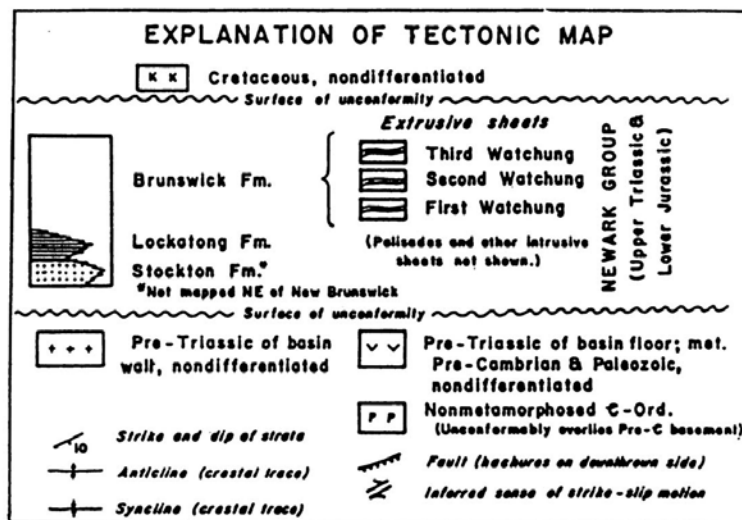 EXPLANATION OF TECTONIC MAP
K K Cretaceous, nondifferentiated
Surface of unconformity
Extrusive sheets
Third Watchung
Brunswick Fm.
Second Watchung
First Watchung
Lockatong Fm.
(Palisades and other intrusive
sheets not shown.)
Stockton Fm.*
*Not mapped NE of New Brunswick
NEWARK GROUP
(Upper Triassic &
Lower Jurassic)
Surface of unconformity
Pre-Triassic of basin
wall, nondifferentiated
Pre-Triassic of basin floor; met.
Pre-Cambrian & Paleozoic,
nondifferentiated
P P Nonmetamorphosed Ꞓ-Ord.
(Unconformably overlies Pre-Ꞓ basement)
10 Strike and dip of strata
Anticline (crestal trace)
Syncline (crestal trace)
Fault (hachures on downthrown side)
Inferred sense of strike-slip motion